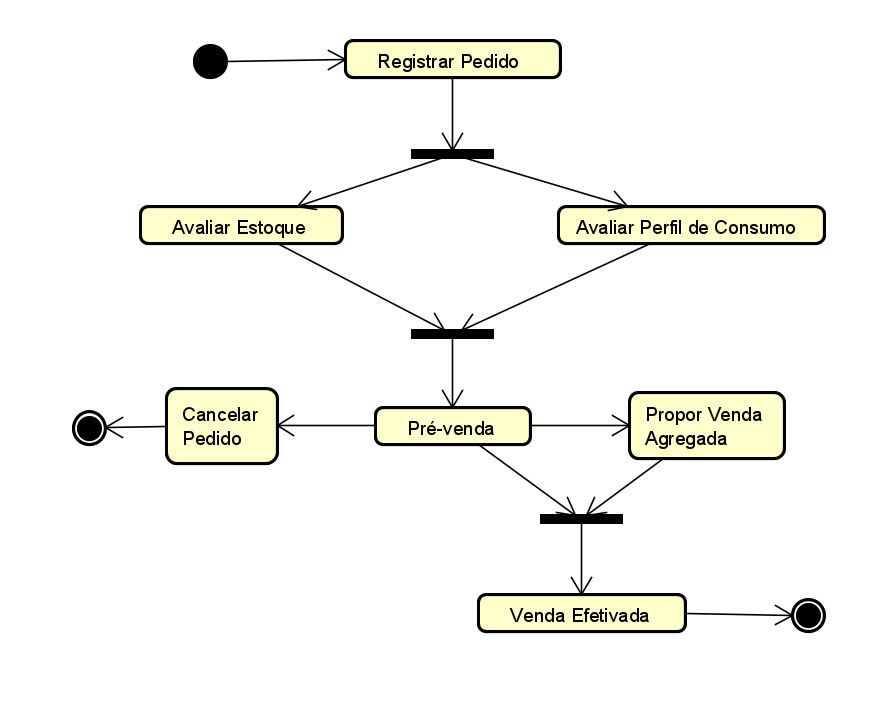 Registrar Pedido
Avaliar Estoque
Avaliar Perfil de Consumo
Cancelar
Pedido
Pré-venda
Propor Venda
Agregada
Venda Efetivada